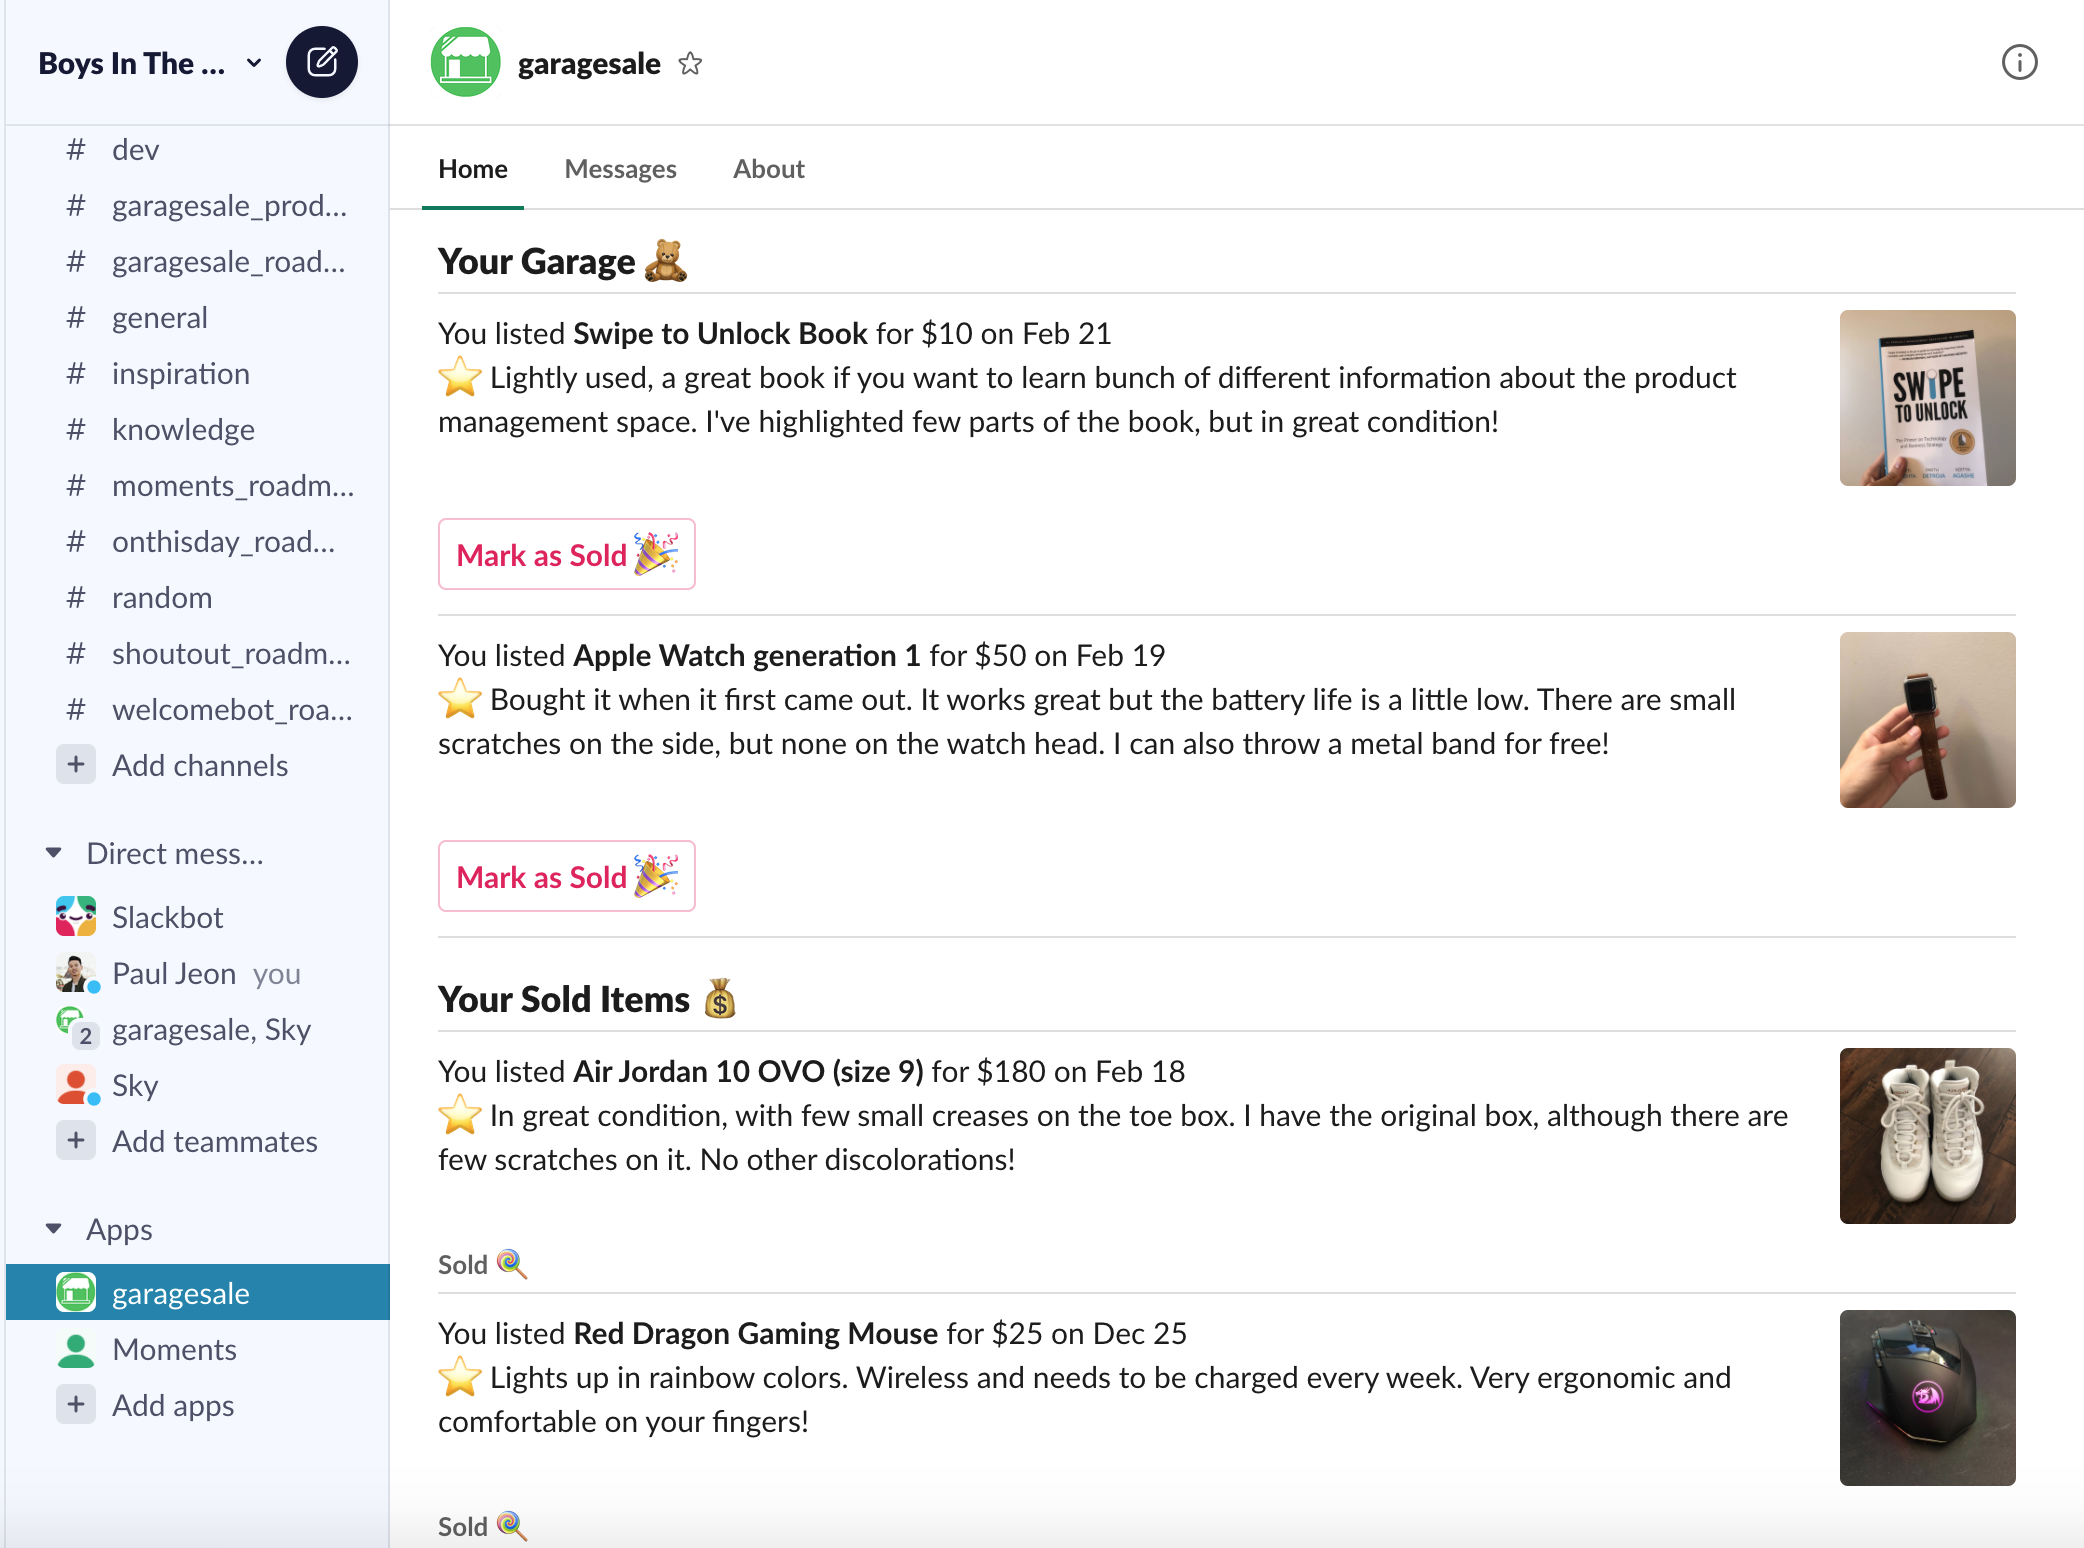 Boys In The ...
# dev
# garagesale_prod...
# garagesale_road...
# general
# inspiration
# knowledge
# moments_roadm...
# onthisday_road...
# random
# shoutout_roadm...
# welcomebot_roa...
+ Add channels
Direct mess...
Slackbot
Paul Jeon you
2 garagesale, Sky
Sky
+ Add teammates
Apps
garagesale
Moments
+ Add apps
garagesale
Home Messages About
Your Garage
You listed Swipe to Unlock Book for $10 on Feb 21
Lightly used, a great book if you want to learn bunch of different information about the product
management space. I've highlighted few parts of the book, but in great condition!
SWIPE
TO UNLOCK
Mark as Sold
You listed Apple Watch generation 1 for $50 on Feb 19
Bought it when it first came out. It works great but the battery life is a little low. There are small
scratches on the side, but none on the watch head. I can also throw a metal band for free!
Mark as Sold
Your Sold Items
You listed Air Jordan 10 OVO (size 9) for $180 on Feb 18
In great condition, with few small creases on the toe box. I have the original box, although there are
few scratches on it. No other discolorations!
Sold
You listed Red Dragon Gaming Mouse for $25 on Dec 25
Lights up in rainbow colors. Wireless and needs to be charged every week. Very ergonomic and
comfortable on your fingers!
Sold